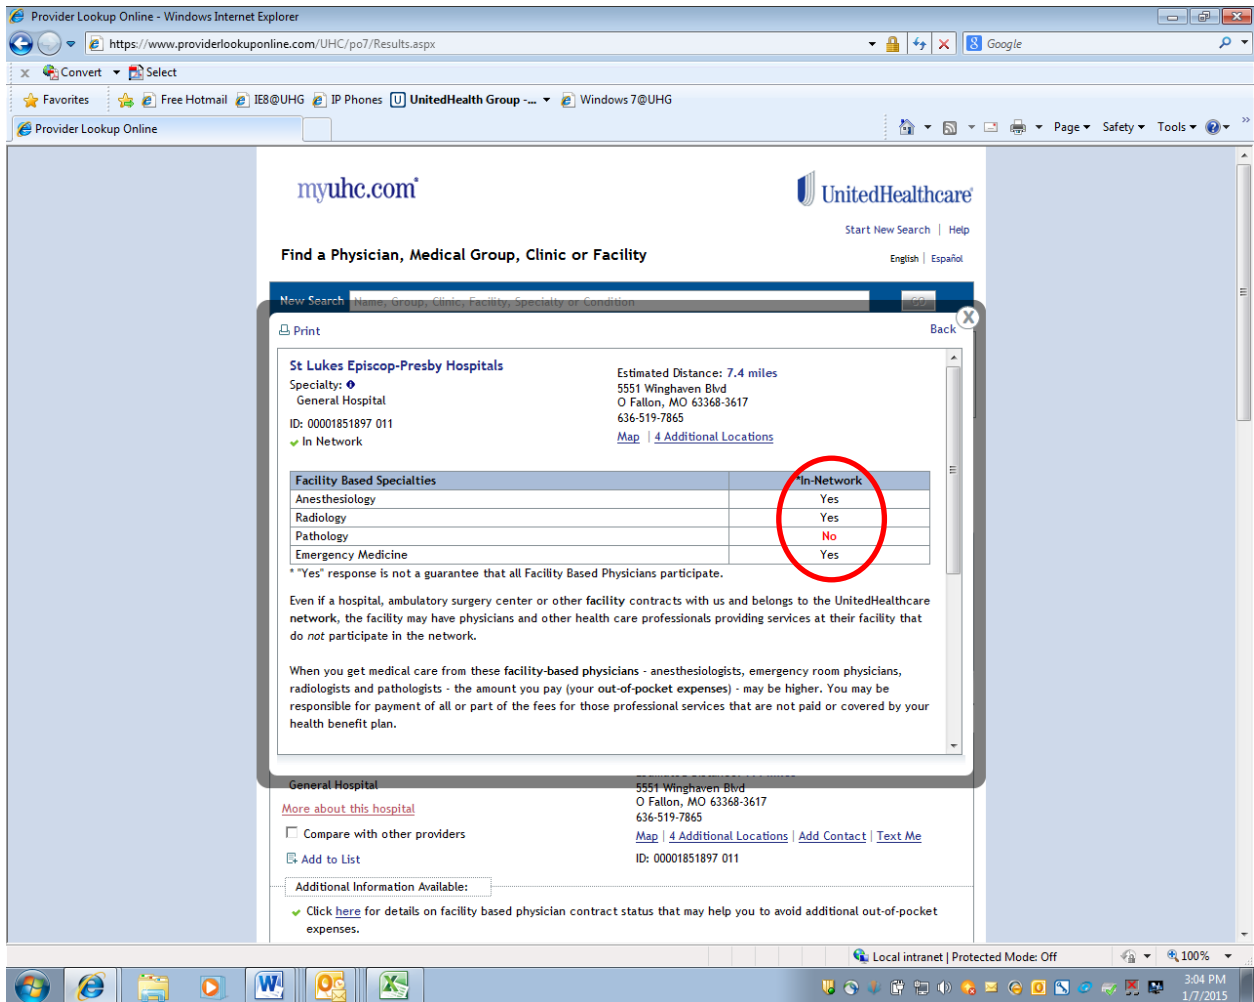 Provider Lookup Online - Windows Internet Explorer
https://www.providerlookuponline.com/UHC/po7/Results.aspx
Google
x Convert Select
Favorites Free Hotmail IE8@UHG IP Phones UnitedHealth Group -... Windows 7@UHG
Provider Lookup Online
Page Safety Tools
myuhc.com
UnitedHealthcare
Start New Search | Help
Find a Physician, Medical Group, Clinic or Facility
English | Español
New Search Name, Group, Clinic, Facility, Specialty or Condition GO
Print
Back
X
St Lukes Episcop-Presby Hospitals
Specialty:
General Hospital
ID: 00001851897 011
In Network
Estimated Distance: 7.4 miles
5551 Winghaven Blvd
O Fallon, MO 63368-3617
636-519-7865
Map | 4 Additional Locations
Facility Based Specialties *In-Network
Anesthesiology Yes
Radiology Yes
Pathology No
Emergency Medicine Yes
* "Yes" response is not a guarantee that all Facility Based Physicians participate.
Even if a hospital, ambulatory surgery center or other facility contracts with us and belongs to the UnitedHealthcare
network, the facility may have physicians and other health care professionals providing services at their facility that
do not participate in the network.
When you get medical care from these facility-based physicians - anesthesiologists, emergency room physicians,
radiologists and pathologists - the amount you pay (your out-of-pocket expenses) - may be higher. You may be
responsible for payment of all or part of the fees for those professional services that are not paid or covered by your
health benefit plan.
General Hospital
More about this hospital
Compare with other providers
Add to List
5551 Winghaven Blvd
O Fallon, MO 63368-3617
636-519-7865
Map | 4 Additional Locations | Add Contact | Text Me
ID: 00001851897 011
Additional Information Available:
Click here for details on facility based physician contract status that may help you to avoid additional out-of-pocket
expenses.
Local intranet | Protected Mode: Off
100%
3:04 PM
1/7/2015